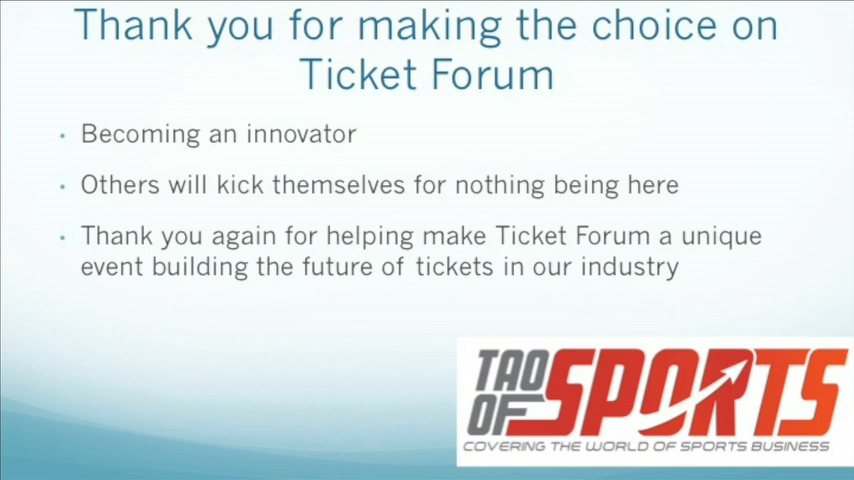 Thank you for making the choice on
Ticket Forum
• Becoming an innovator
• Others will kick themselves for nothing being here
• Thank you again for helping make Ticket Forum a unique
event building the future of tickets in our industry
TAO
OF
SPORTS
COVERING THE WORLD OF SPORTS BUSINESS